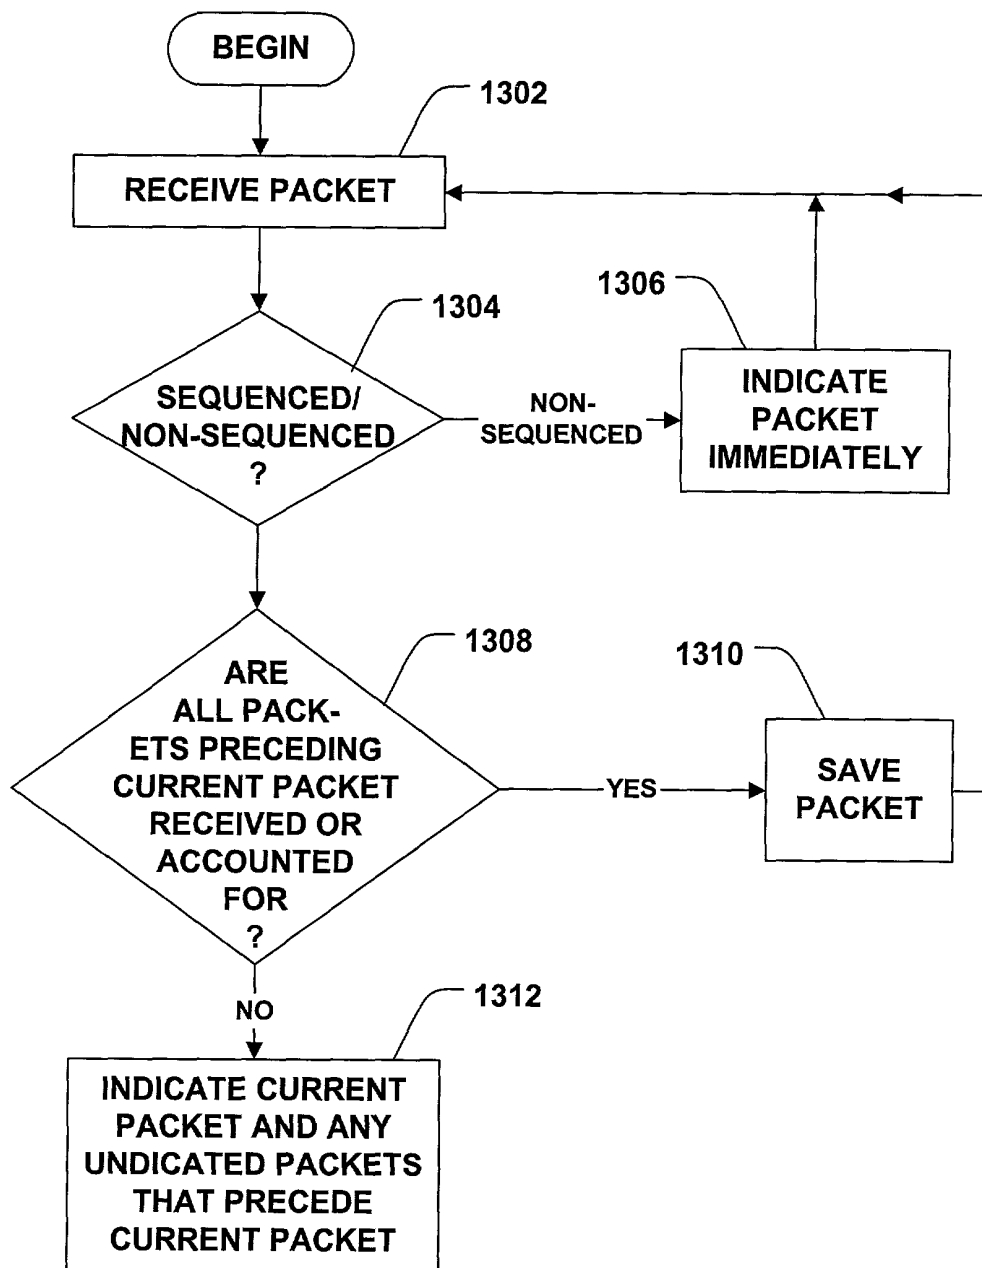 BEGIN
1302
RECEIVE PACKET
1304
SEQUENCED/
NON-SEQUENCED
?
NON-
SEQUENCED
1306
INDICATE
PACKET
IMMEDIATELY
1308
ARE
ALL PACK-
ETS PRECEDING
CURRENT PACKET
RECEIVED OR
ACCOUNTED
FOR
?
YES
1310
SAVE
PACKET
NO
1312
INDICATE CURRENT
PACKET AND ANY
UNDICATED PACKETS
THAT PRECEDE
CURRENT PACKET